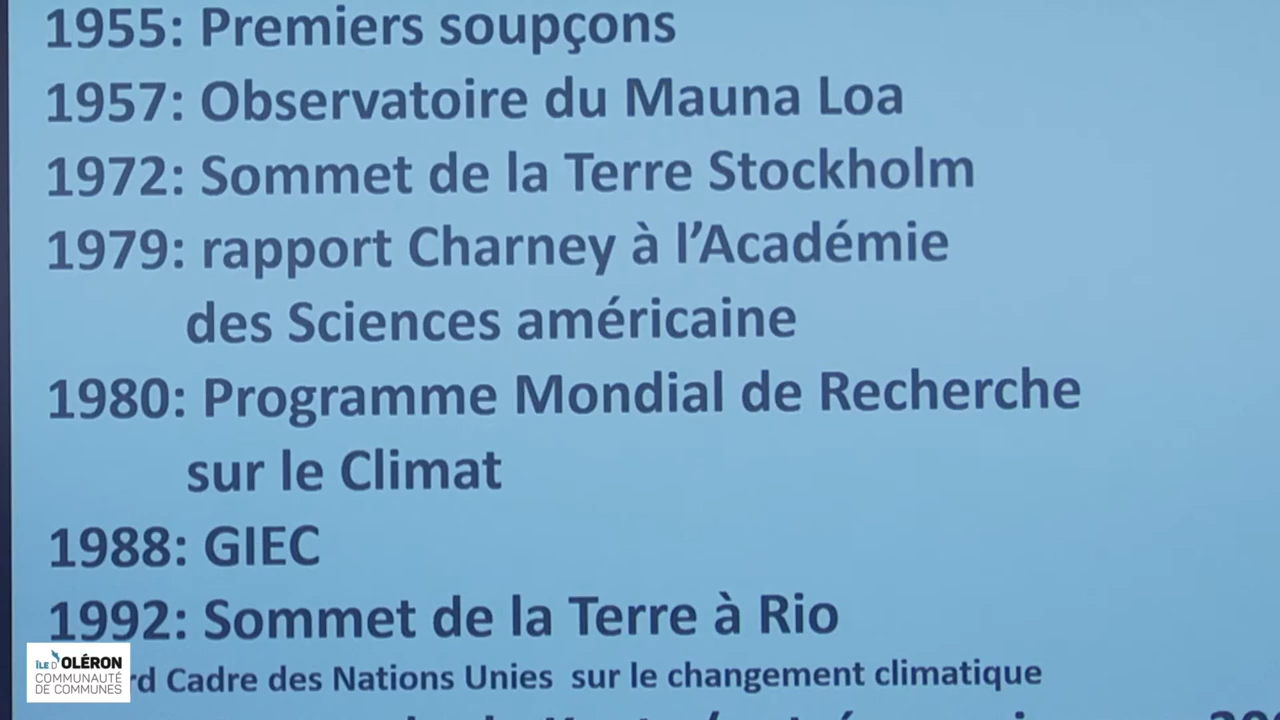 1955: Premiers soupçons
1957: Observatoire du Mauna Loa
1972: Sommet de la Terre Stockholm
1979: rapport Charney à l’Académie
des Sciences américaine
1980: Programme Mondial de Recherche
sur le Climat
1988: GIEC
1992: Sommet de la Terre à Rio
rd Cadre des Nations Unies sur le changement climatique
ÎLE D'OLÉRON
COMMUNAUTÉ
DE COMMUNES